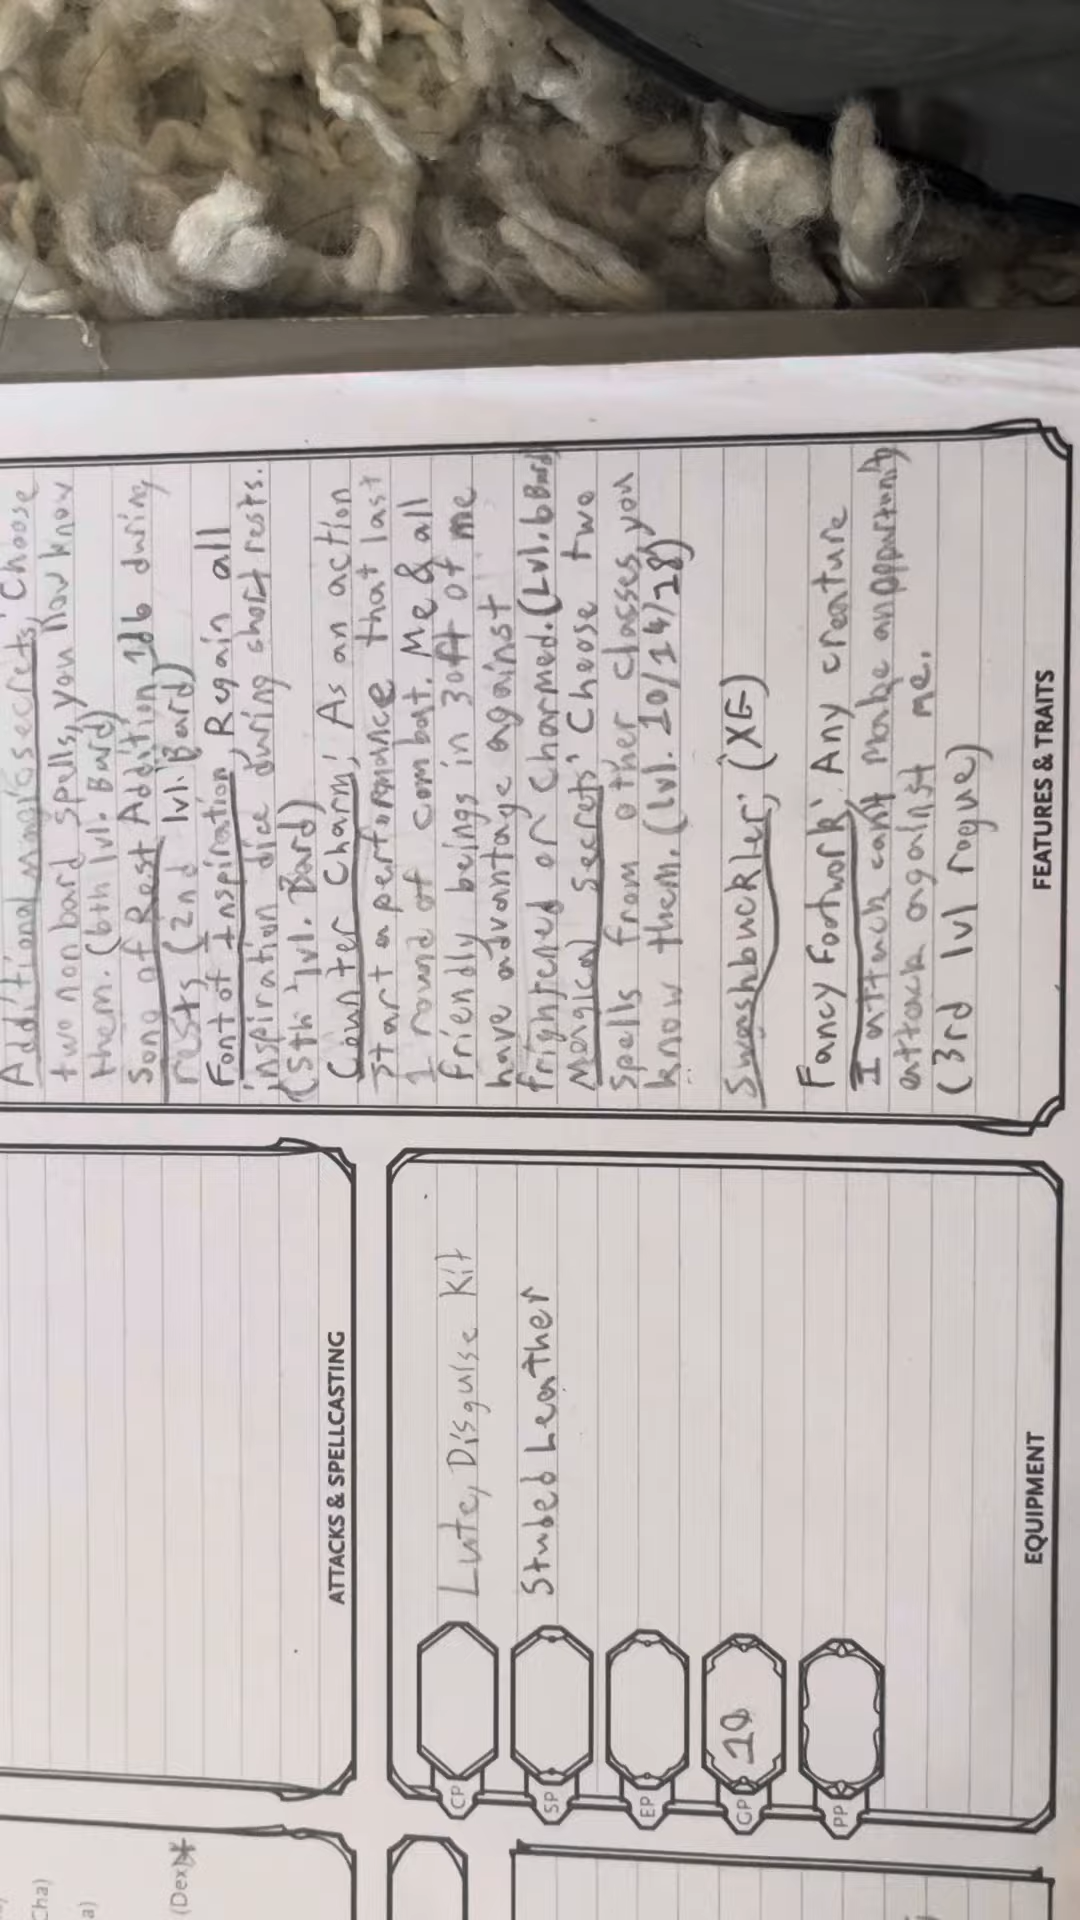 Cha)
a)
(Dex)*
ATTACKS & SPELLCASTING
CP
SP
EP
GP
10
PP
Lute, Disguise Kit
Studed Leather
EQUIPMENT
Additional magic secrets; Choose
two non bard spells, you now know
them. (6th lvl. Bard)
Song of Rest Addition 1d6 during
rests (2nd lvl. Bard)
Font of Inspiration, Regain all
inspiration dice during short rests.
(5th lvl. Bard)
Counter Charm; As an action
start a performance that last
1 round of combat. Me & all
friendly beings in 30ft of me
have advantage against
frightened or charmed. (Lvl. 6 Bard)
Magical Secrets' Choose two
spells from other classes, you
know them. (lvl. 10/14/18)
Swashbuckler; (XG)
Fancy Footwork: Any creature
I attack cant make an oppurtunity
attack against me.
(3rd lvl rogue)
FEATURES & TRAITS